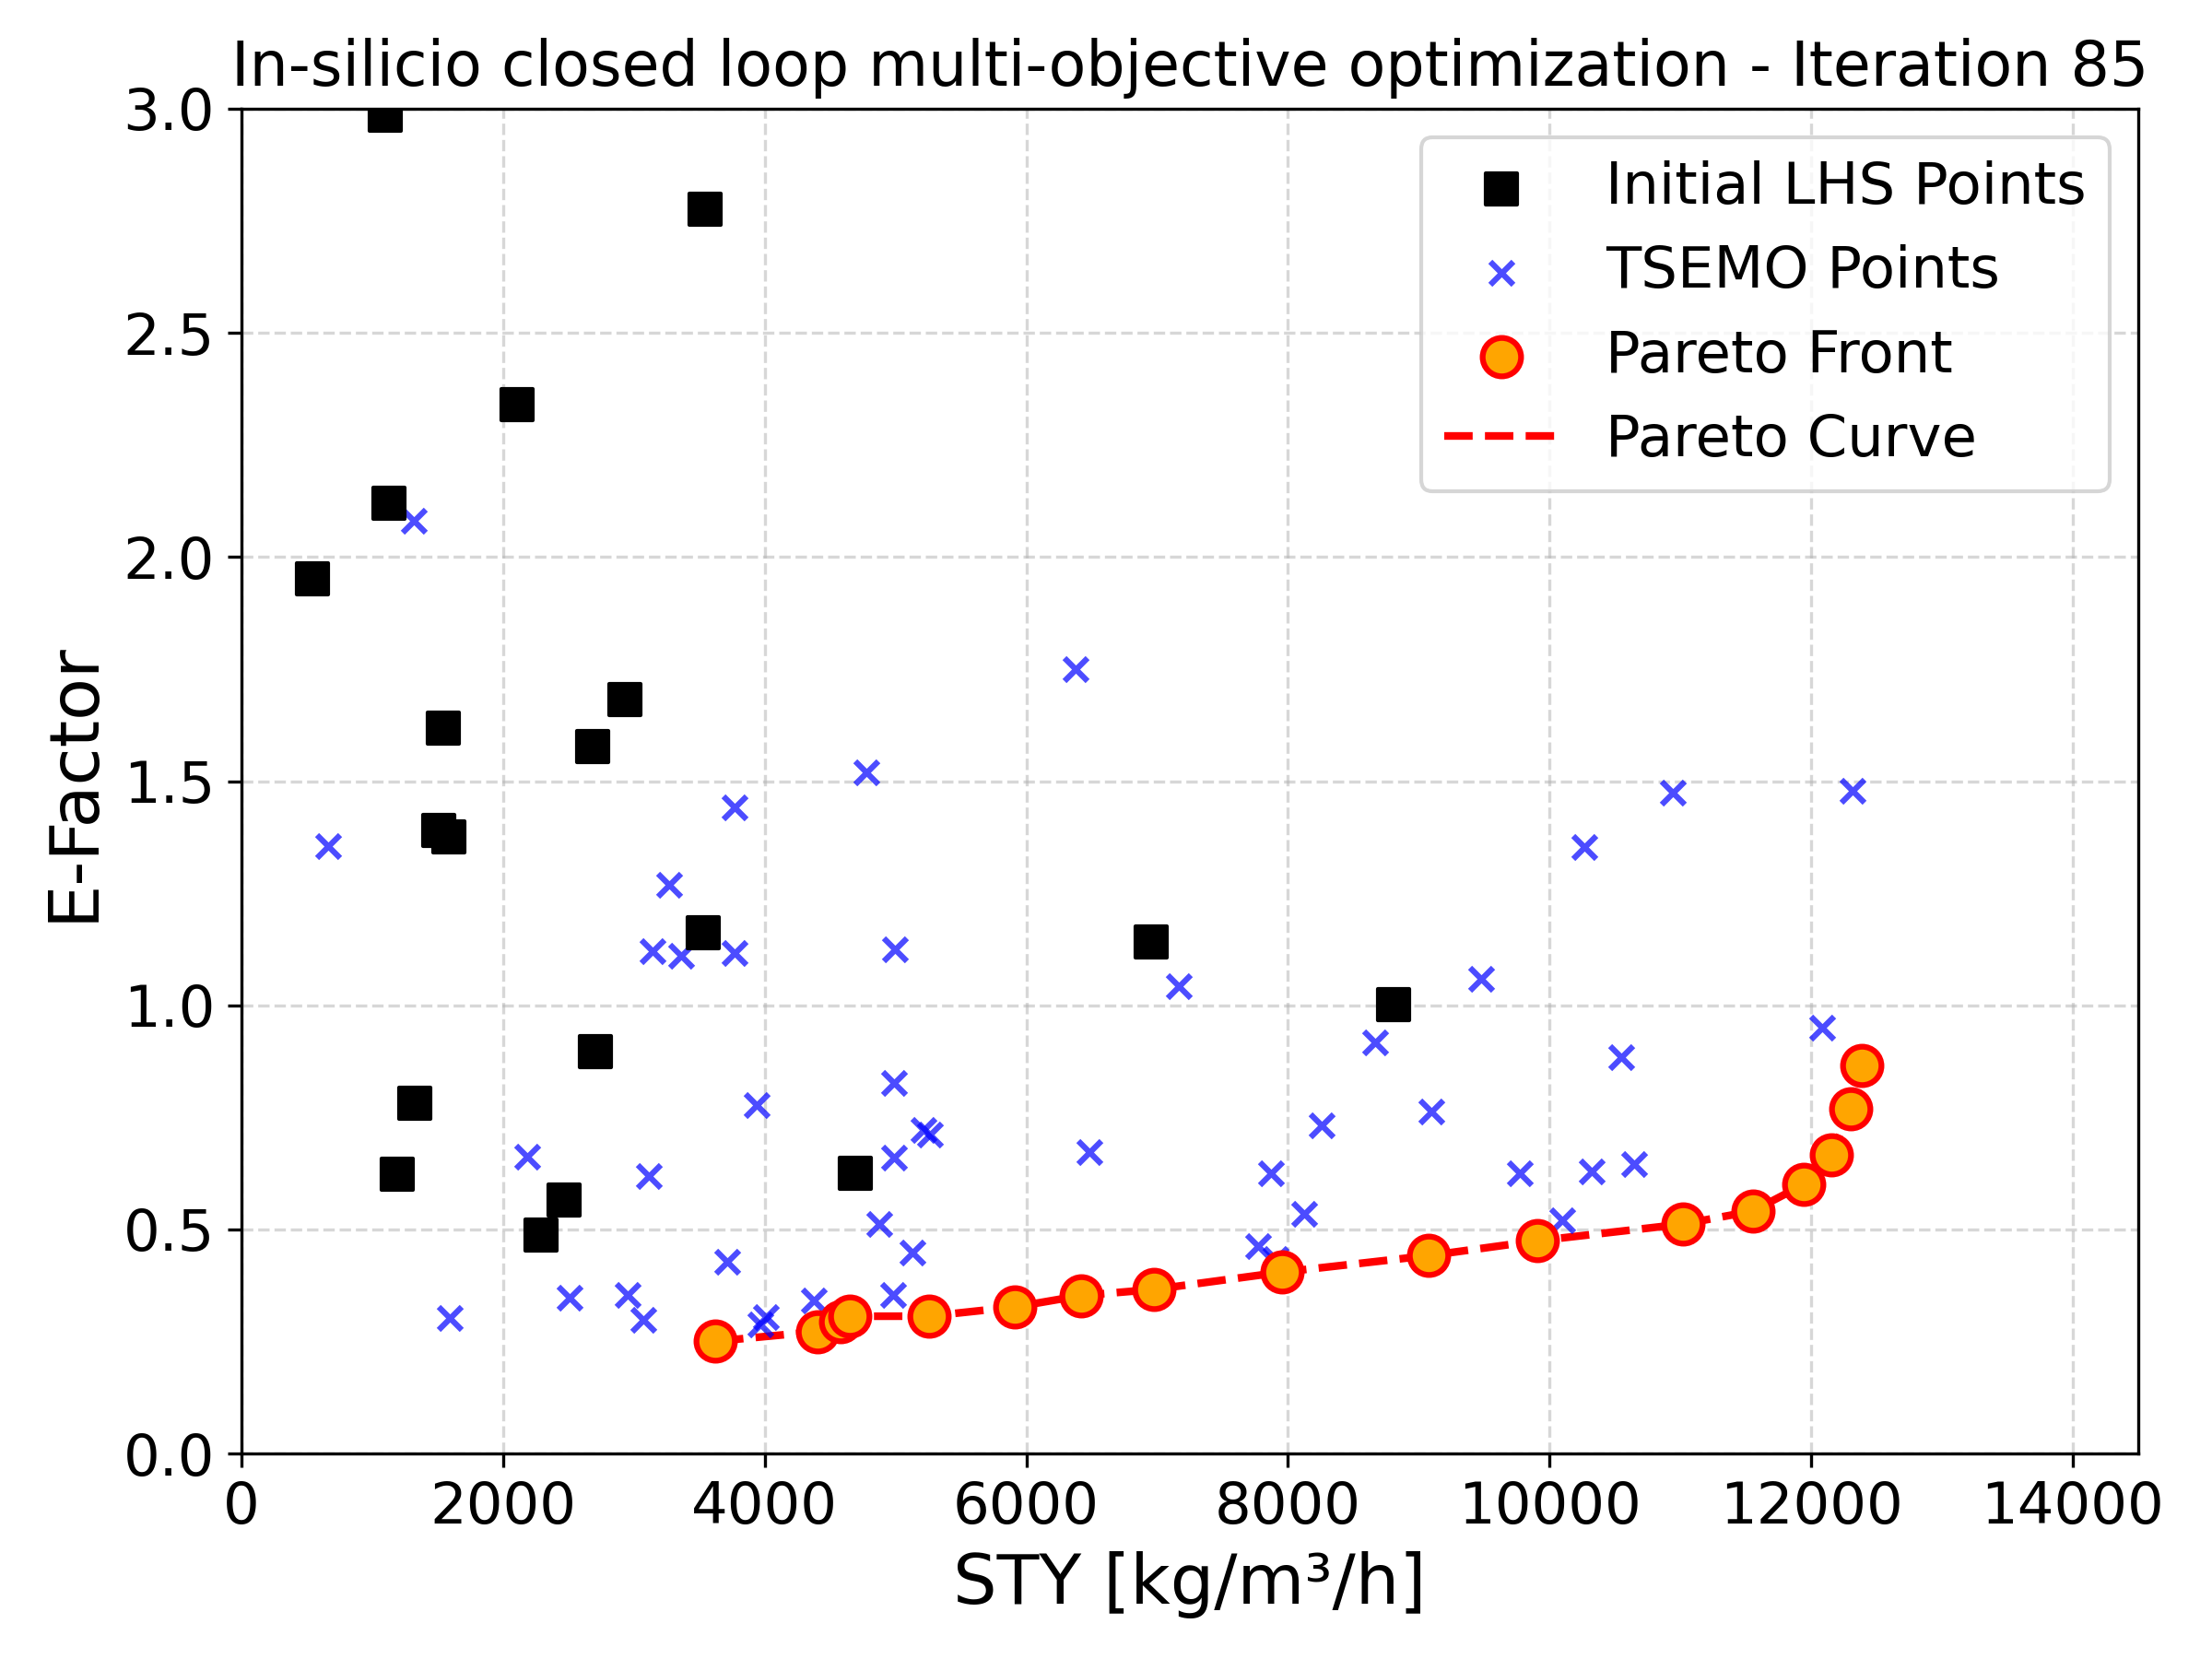 In-silicio closed loop multi-objective optimization - Iteration 85
3.0
2.5
2.0
1.5
1.0
0.5
0.0
E-Factor
Initial LHS Points
TSEMO Points
Pareto Front
Pareto Curve
0 2000 4000 6000 8000 10000 12000 14000
STY [kg/m³/h]